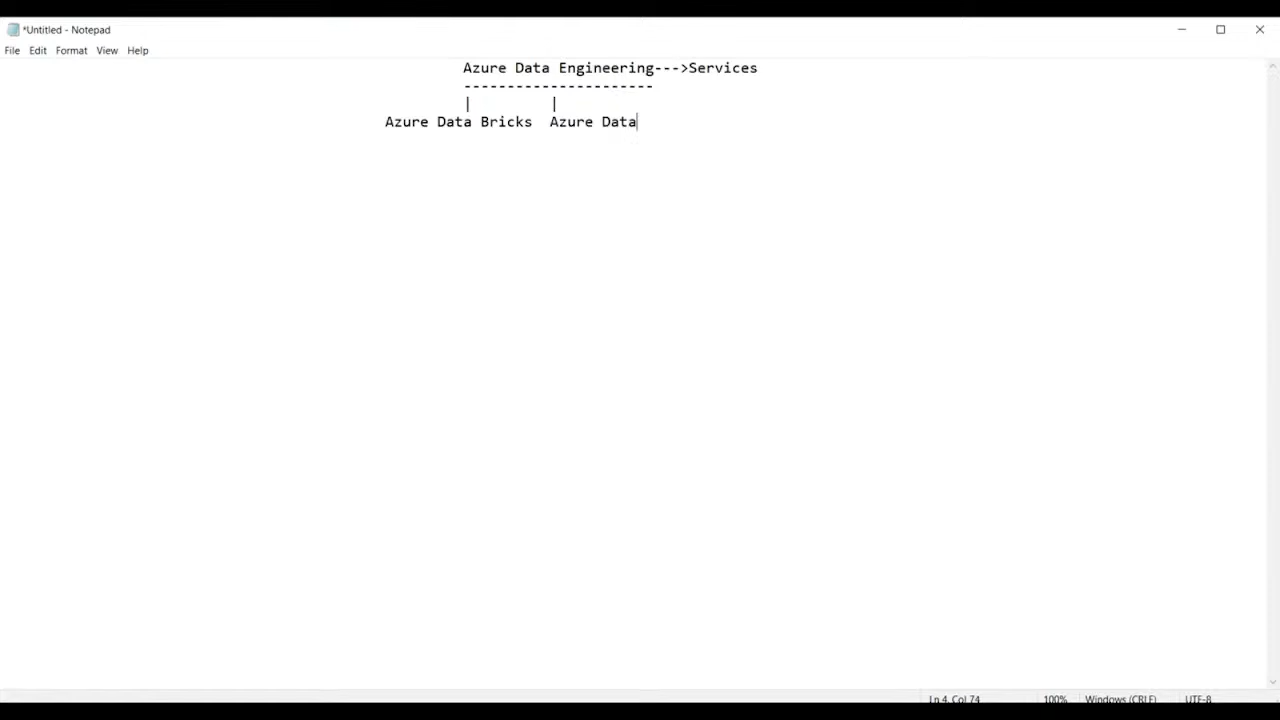 *Untitled - Notepad
File Edit Format View Help
Azure Data Engineering--->Services
----------------------
| |
Azure Data Bricks Azure Data
Ln 4, Col 74 100% Windows (CRLF) UTF-8